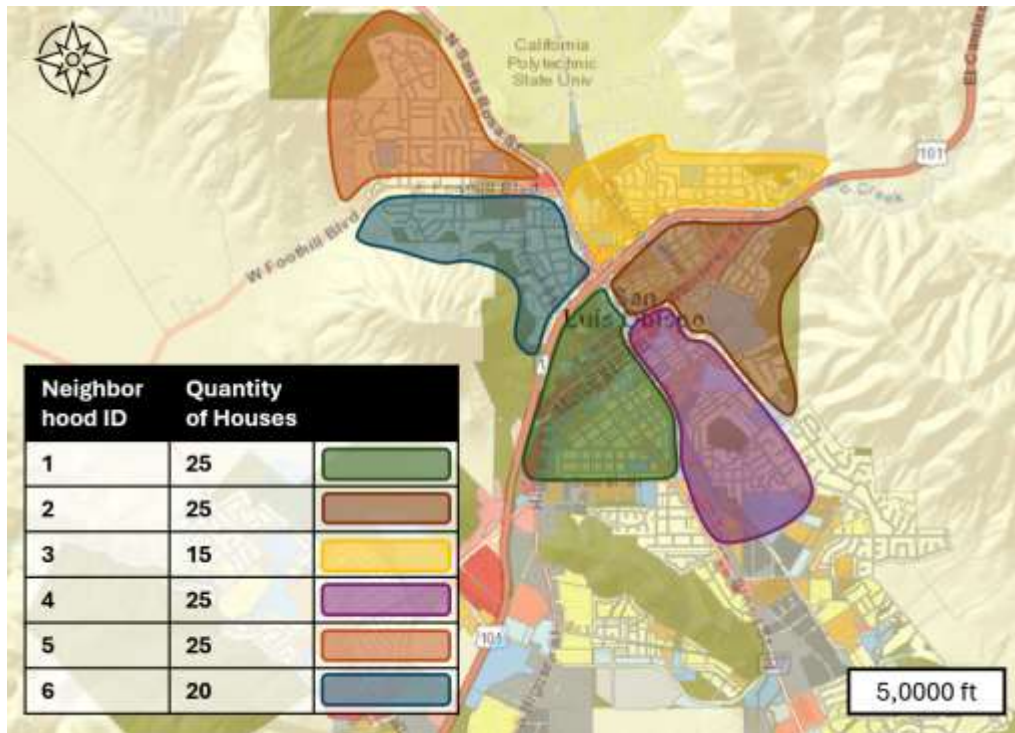 California
Polytechnic
State Univ
N Santa Rosa St
El Camino
101
E Foothill Blvd
o Creek
W Foothill Blvd
San
Luis Obispo
1
Neighbor
hood ID
Quantity
of Houses
1 25
2 25
3 15
4 25
5 25
6 20
101
5,0000 ft